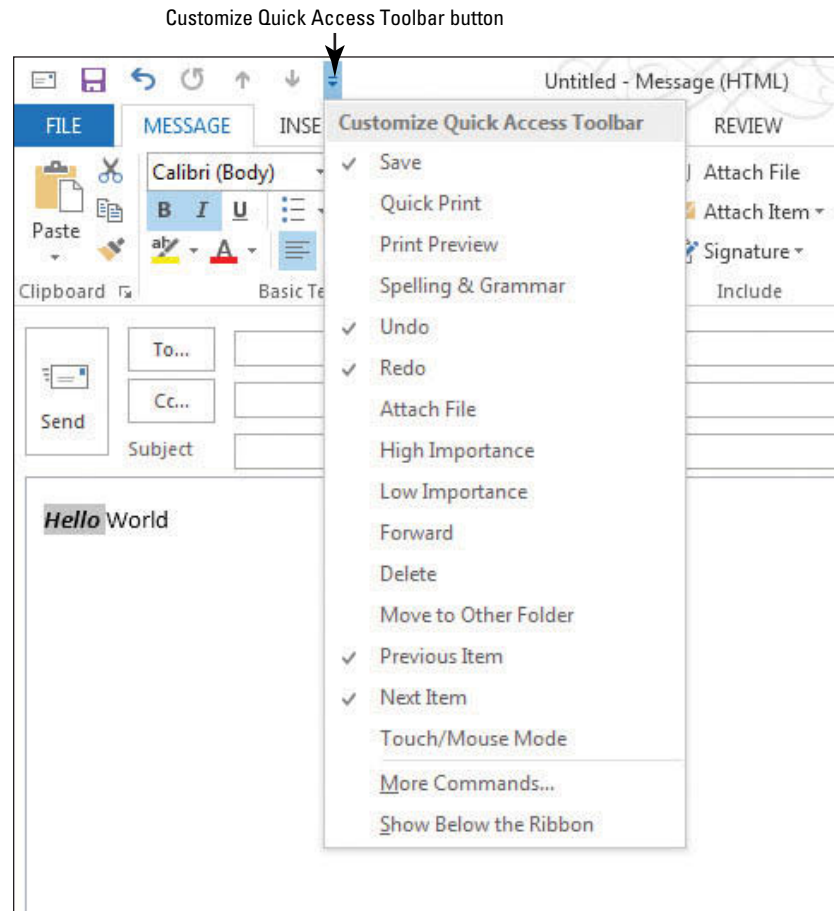 Customize Quick Access Toolbar button
Untitled - Message (HTML)
FILE MESSAGE INSE REVIEW
Customize Quick Access Toolbar
Save
Quick Print
Print Preview
Spelling & Grammar
Undo
Redo
Attach File
High Importance
Low Importance
Forward
Delete
Move to Other Folder
Previous Item
Next Item
Touch/Mouse Mode
More Commands...
Show Below the Ribbon
Paste
Clipboard
Calibri (Body)
B I U
ab A
Basic Te
Attach File
Attach Item
Signature
Include
Send
To...
Cc...
Subject
Hello World